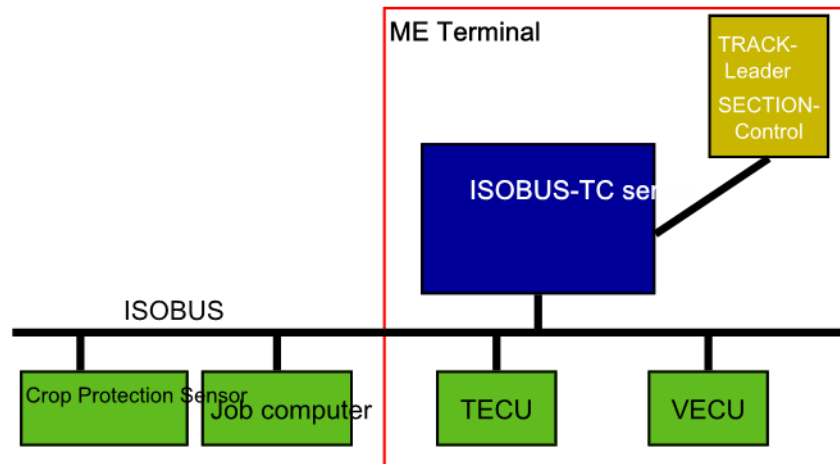 ME Terminal
TRACK-
Leader
SECTION-
Control
ISOBUS-TC ser
ISOBUS
Crop Protection Sensor
Job computer
TECU
VECU